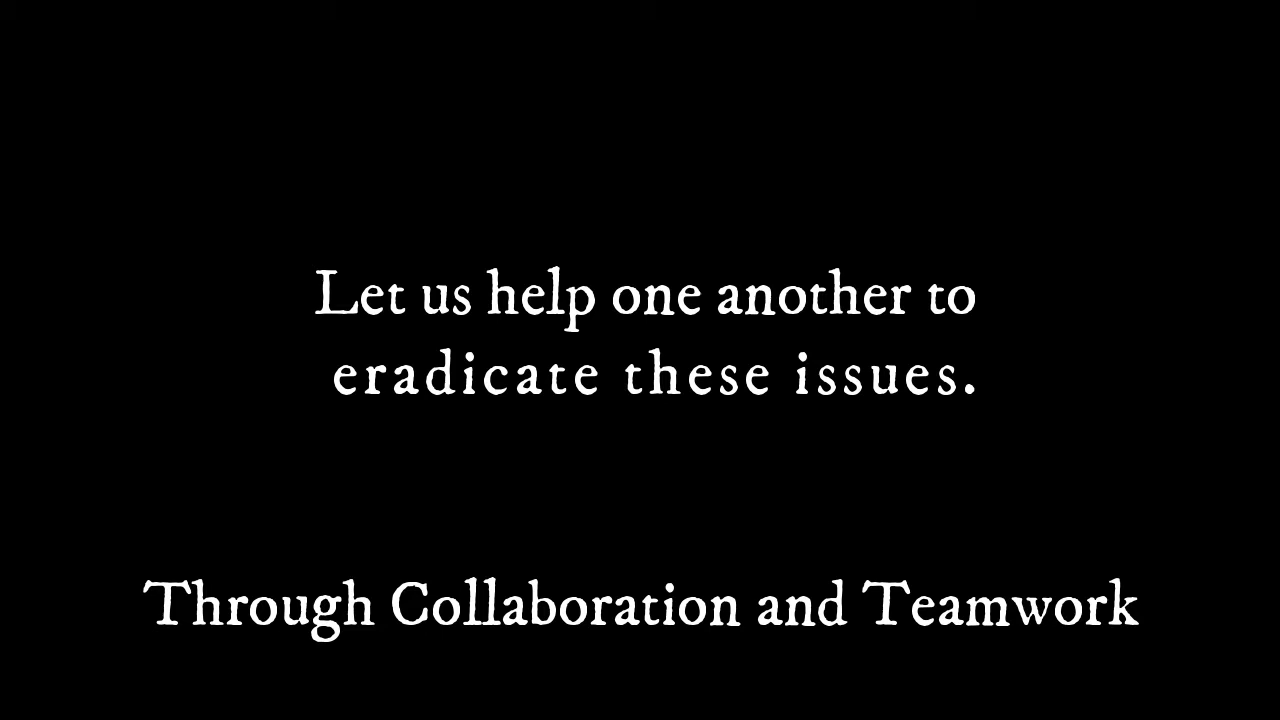 Let us help one another to
eradicate these issues.
Through Collaboration and Teamwork